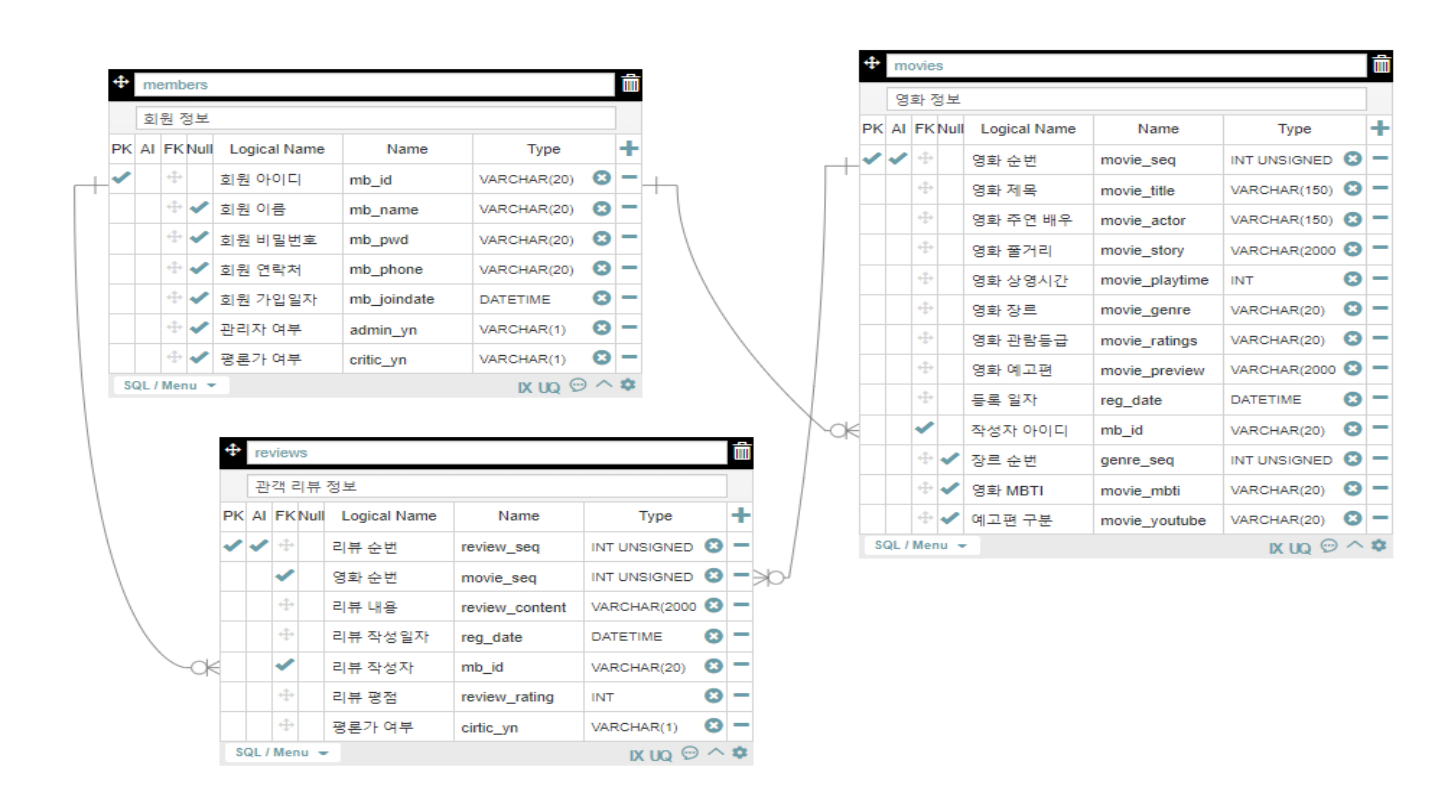 members
회원 정보
PK AI FK Null Logical Name Name Type
회원 아이디 mb_id VARCHAR(20)
회원 이름 mb_name VARCHAR(20)
회원 비밀번호 mb_pwd VARCHAR(20)
회원 연락처 mb_phone VARCHAR(20)
회원 가입일자 mb_joindate DATETIME
관리자 여부 admin_yn VARCHAR(1)
평론가 여부 critic_yn VARCHAR(1)
SQL / Menu IX UQ
movies
영화 정보
PK AI FK Null Logical Name Name Type
영화 순번 movie_seq INT UNSIGNED
영화 제목 movie_title VARCHAR(150)
영화 주연 배우 movie_actor VARCHAR(150)
영화 줄거리 movie_story VARCHAR(2000
영화 상영시간 movie_playtime INT
영화 장르 movie_genre VARCHAR(20)
영화 관람등급 movie_ratings VARCHAR(20)
영화 예고편 movie_preview VARCHAR(2000
등록 일자 reg_date DATETIME
작성자 아이디 mb_id VARCHAR(20)
장르 순번 genre_seq INT UNSIGNED
영화 MBTI movie_mbti VARCHAR(20)
예고편 구분 movie_youtube VARCHAR(20)
SQL / Menu IX UQ
reviews
관객 리뷰 정보
PK AI FK Null Logical Name Name Type
리뷰 순번 review_seq INT UNSIGNED
영화 순번 movie_seq INT UNSIGNED
리뷰 내용 review_content VARCHAR(2000
리뷰 작성일자 reg_date DATETIME
리뷰 작성자 mb_id VARCHAR(20)
리뷰 평점 review_rating INT
평론가 여부 cirtic_yn VARCHAR(1)
SQL / Menu IX UQ